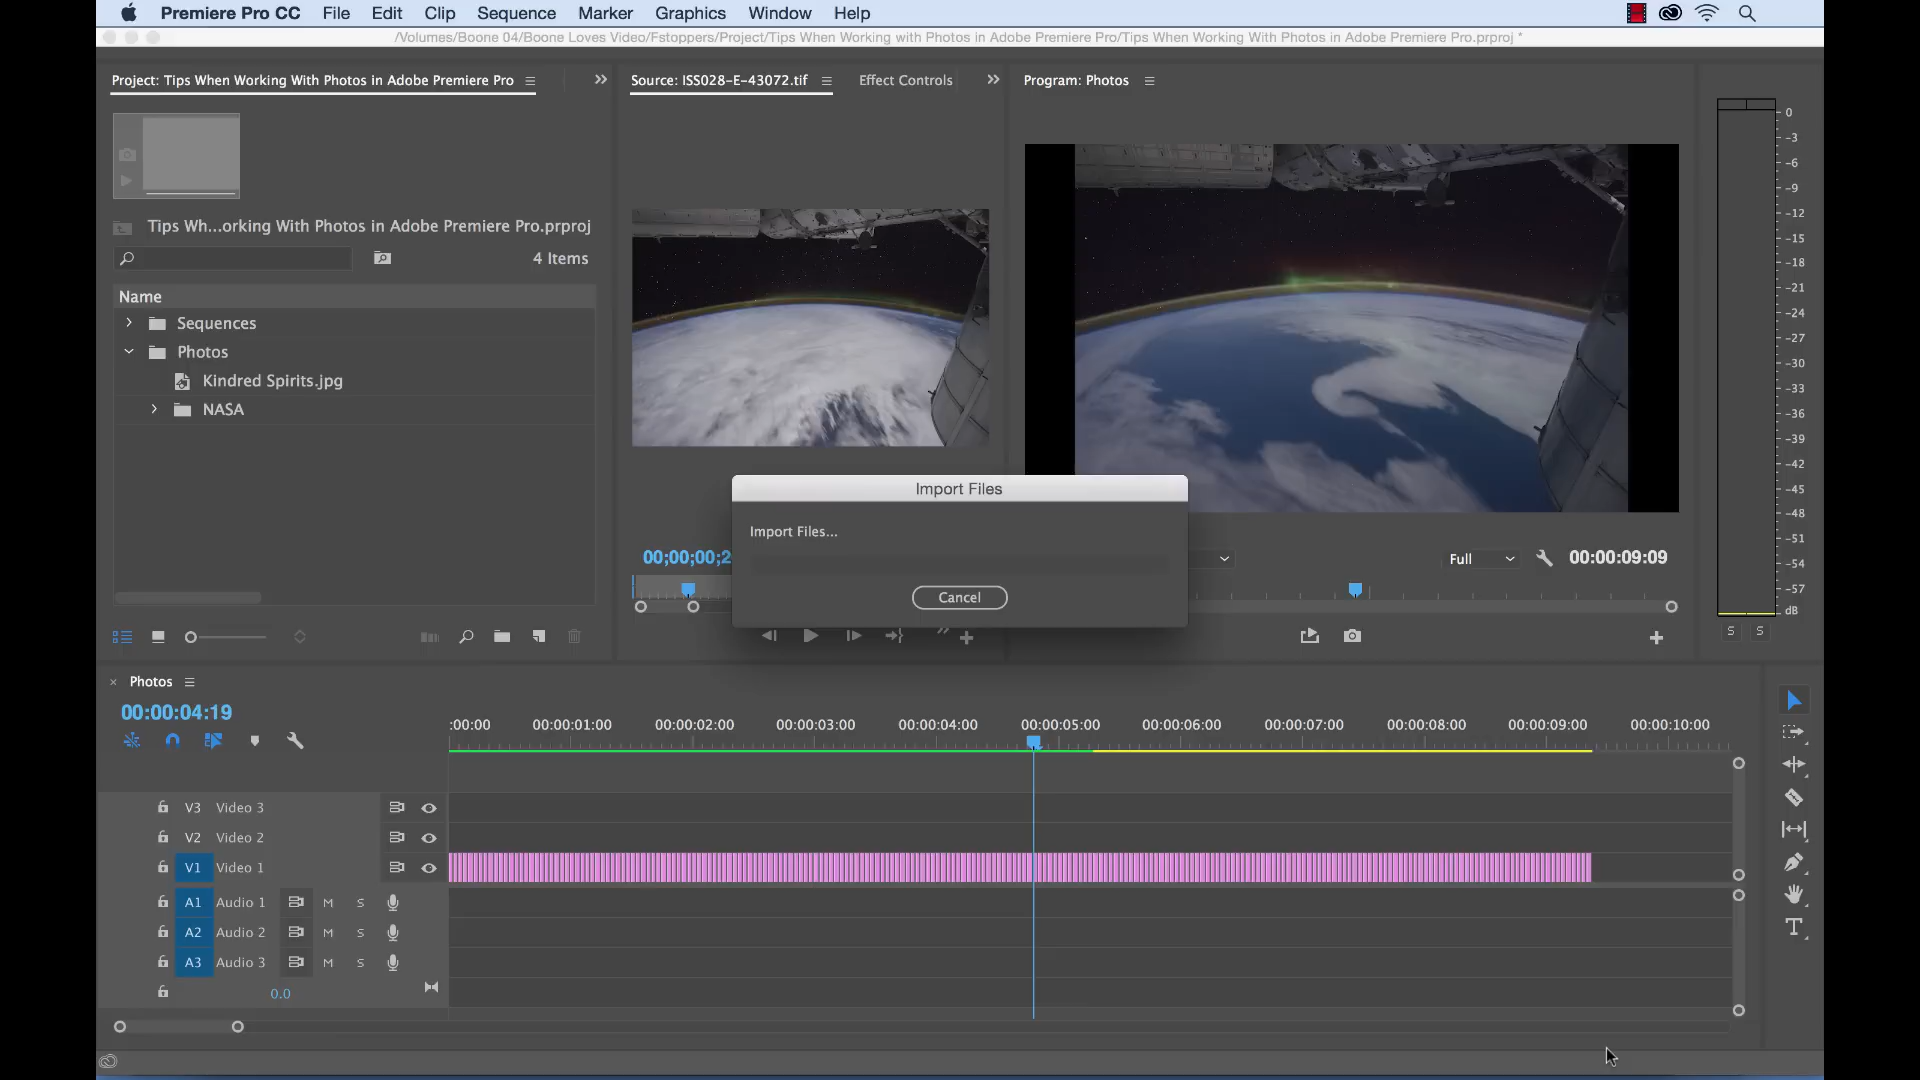 Premiere Pro CC File Edit Clip Sequence Marker Graphics Window Help
/Volumes/Boone 04/Boone Loves Video/Fstoppers/Project/Tips When Working with Photos in Adobe Premiere Pro/Tips When Working With Photos in Adobe Premiere Pro.prproj *
Project: Tips When Working With Photos in Adobe Premiere Pro
Source: ISS028-E-43072.tif
Effect Controls
Program: Photos
Tips Wh...orking With Photos in Adobe Premiere Pro.prproj
4 Items
Name
Sequences
Photos
Kindred Spirits.jpg
NASA
0
-3
-6
-9
-12
-15
-18
-21
-24
-27
-30
-33
-36
-39
-42
-45
-48
-51
-54
-57
dB
S S
Import Files
Import Files...
Cancel
00;00;00;2
Full
00:00:09:09
Photos
00:00:04:19
:00:00 00:00:01:00 00:00:02:00 00:00:03:00 00:00:04:00 00:00:05:00 00:00:06:00 00:00:07:00 00:00:08:00 00:00:09:00 00:00:10:00
V3 Video 3
V2 Video 2
V1 Video 1
A1 Audio 1 M S
A2 Audio 2 M S
A3 Audio 3 M S
0.0